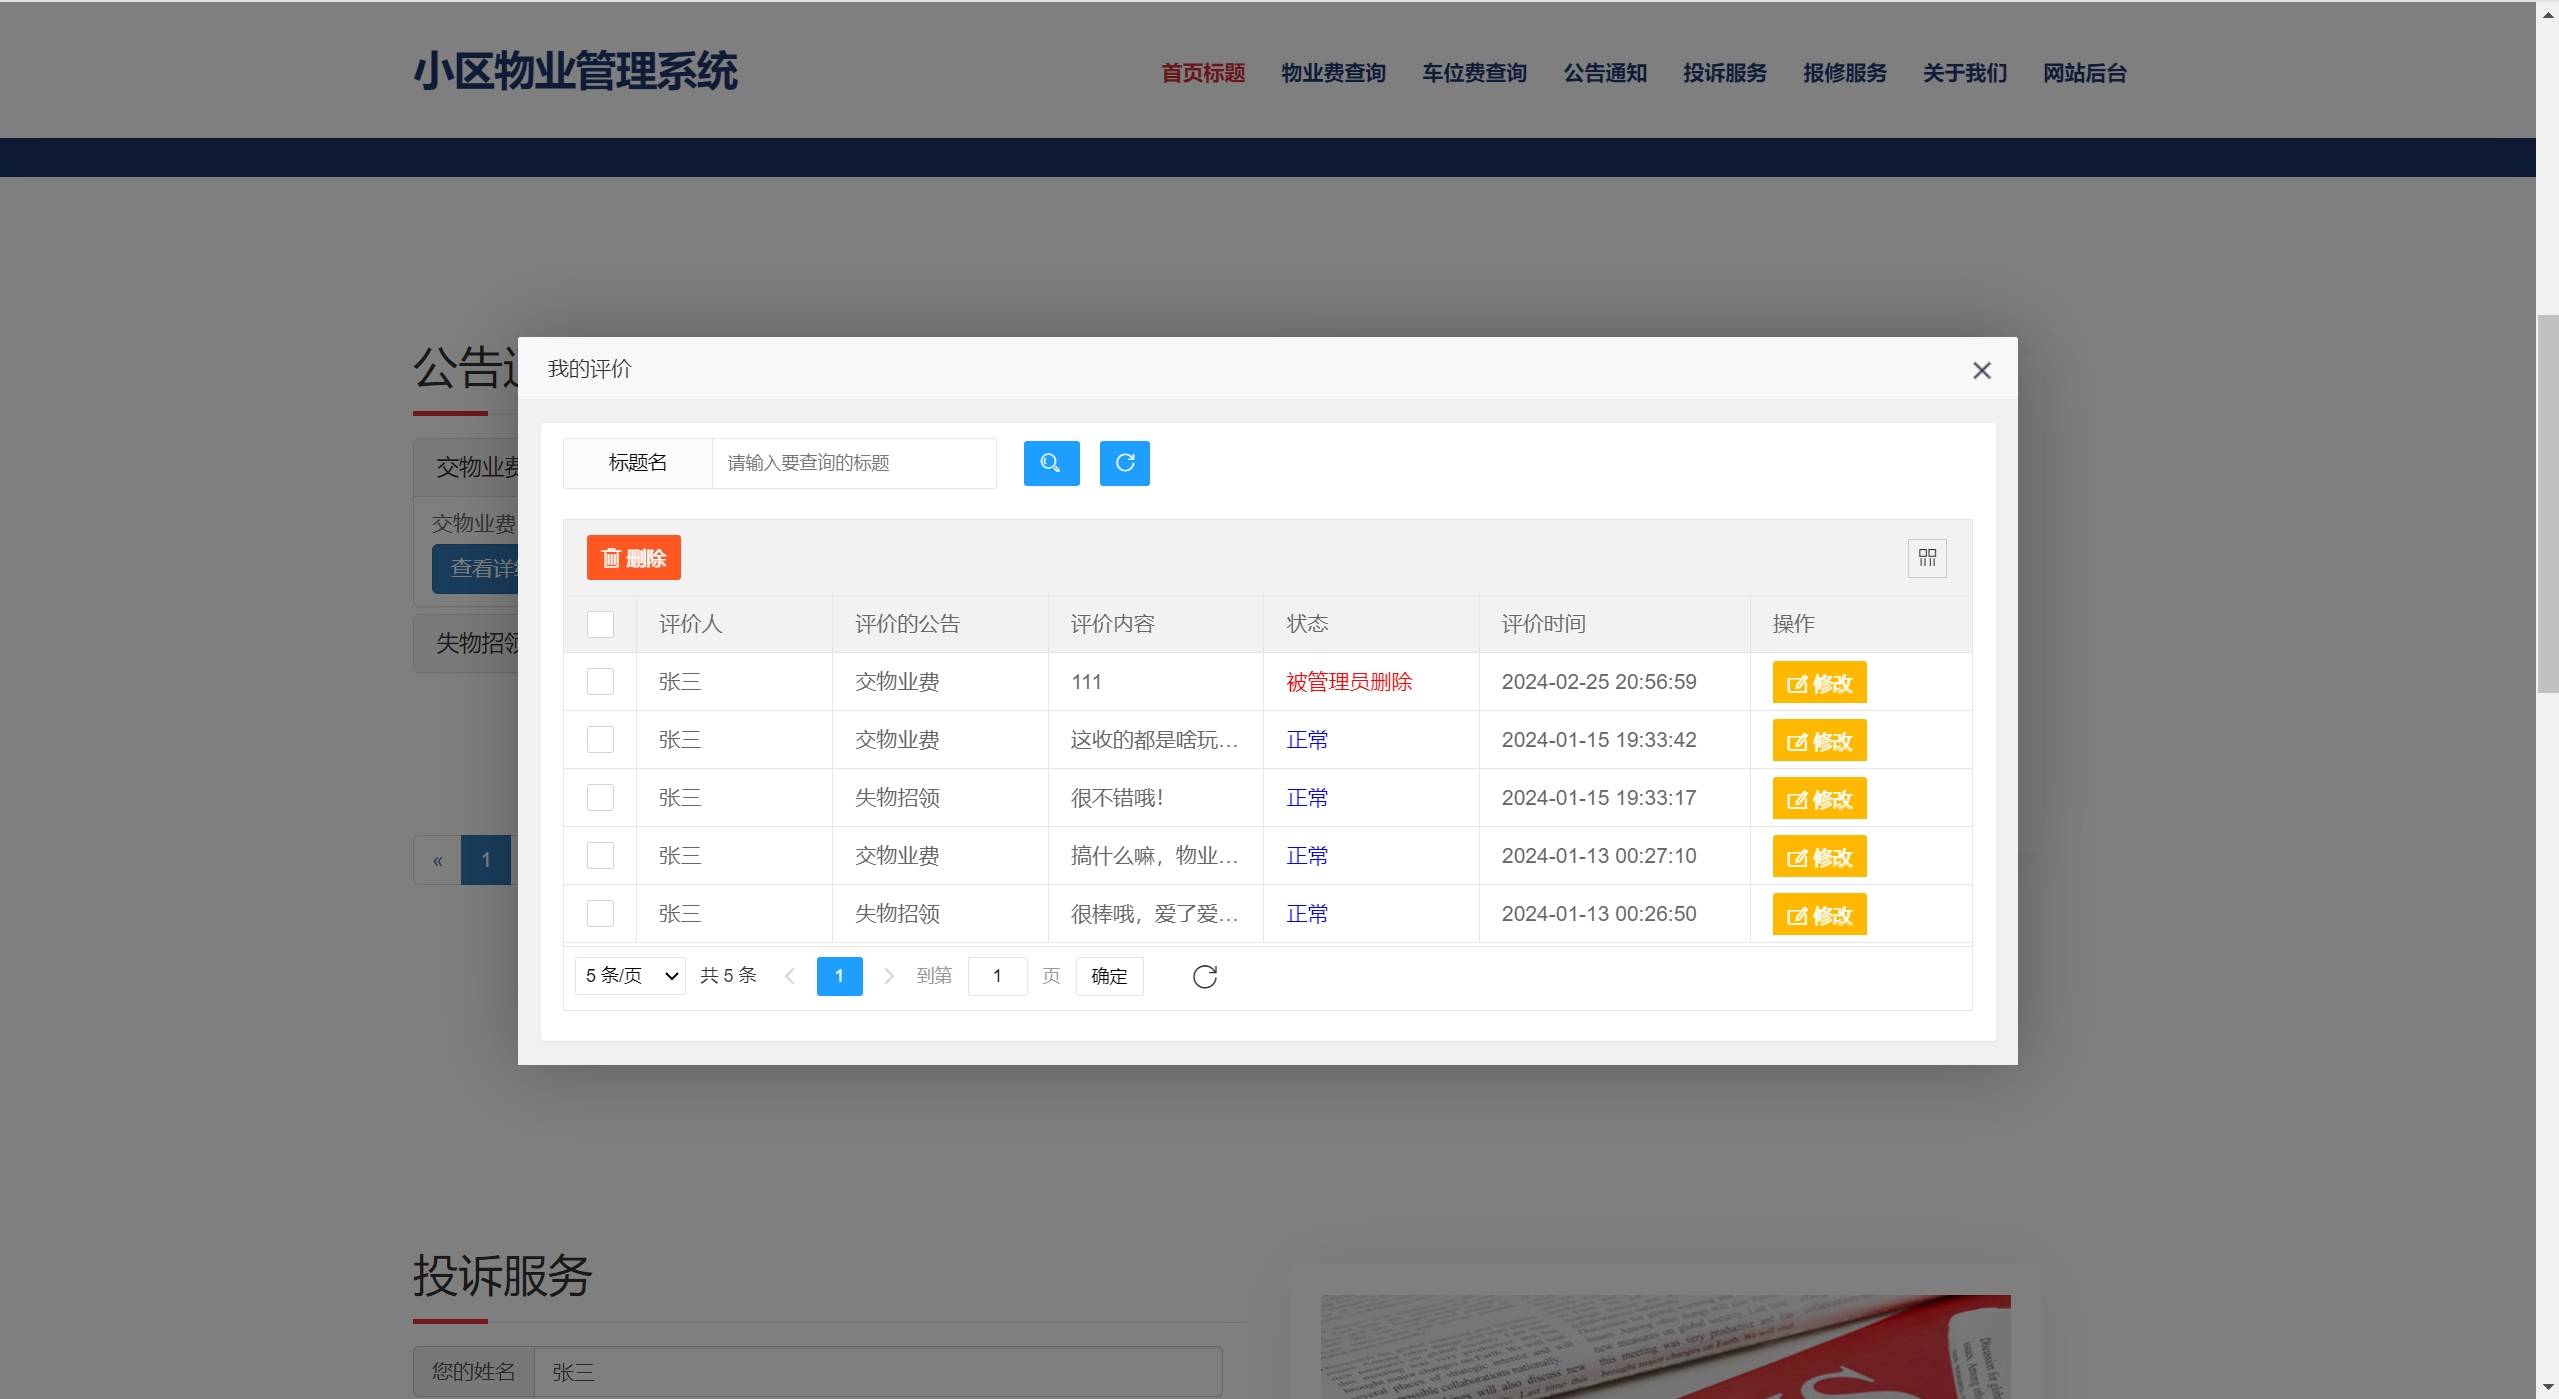 小区物业管理系统
首页标题 物业费查询 车位费查询 公告通知 投诉服务 报修服务 关于我们 网站后台
公告通
我的评价
标题名 请输入要查询的标题
交物业费
交物业费
查看详
失物招领
删除
评价人 评价的公告 评价内容 状态 评价时间 操作
张三 交物业费 111 被管理员删除 2024-02-25 20:56:59 修改
张三 交物业费 这收的都是啥玩… 正常 2024-01-15 19:33:42 修改
张三 失物招领 很不错哦! 正常 2024-01-15 19:33:17 修改
张三 交物业费 搞什么嘛，物业… 正常 2024-01-13 00:27:10 修改
张三 失物招领 很棒哦，爱了爱… 正常 2024-01-13 00:26:50 修改
« 1
5 条/页 共 5 条 1 到第 1 页 确定
投诉服务
您的姓名 张三